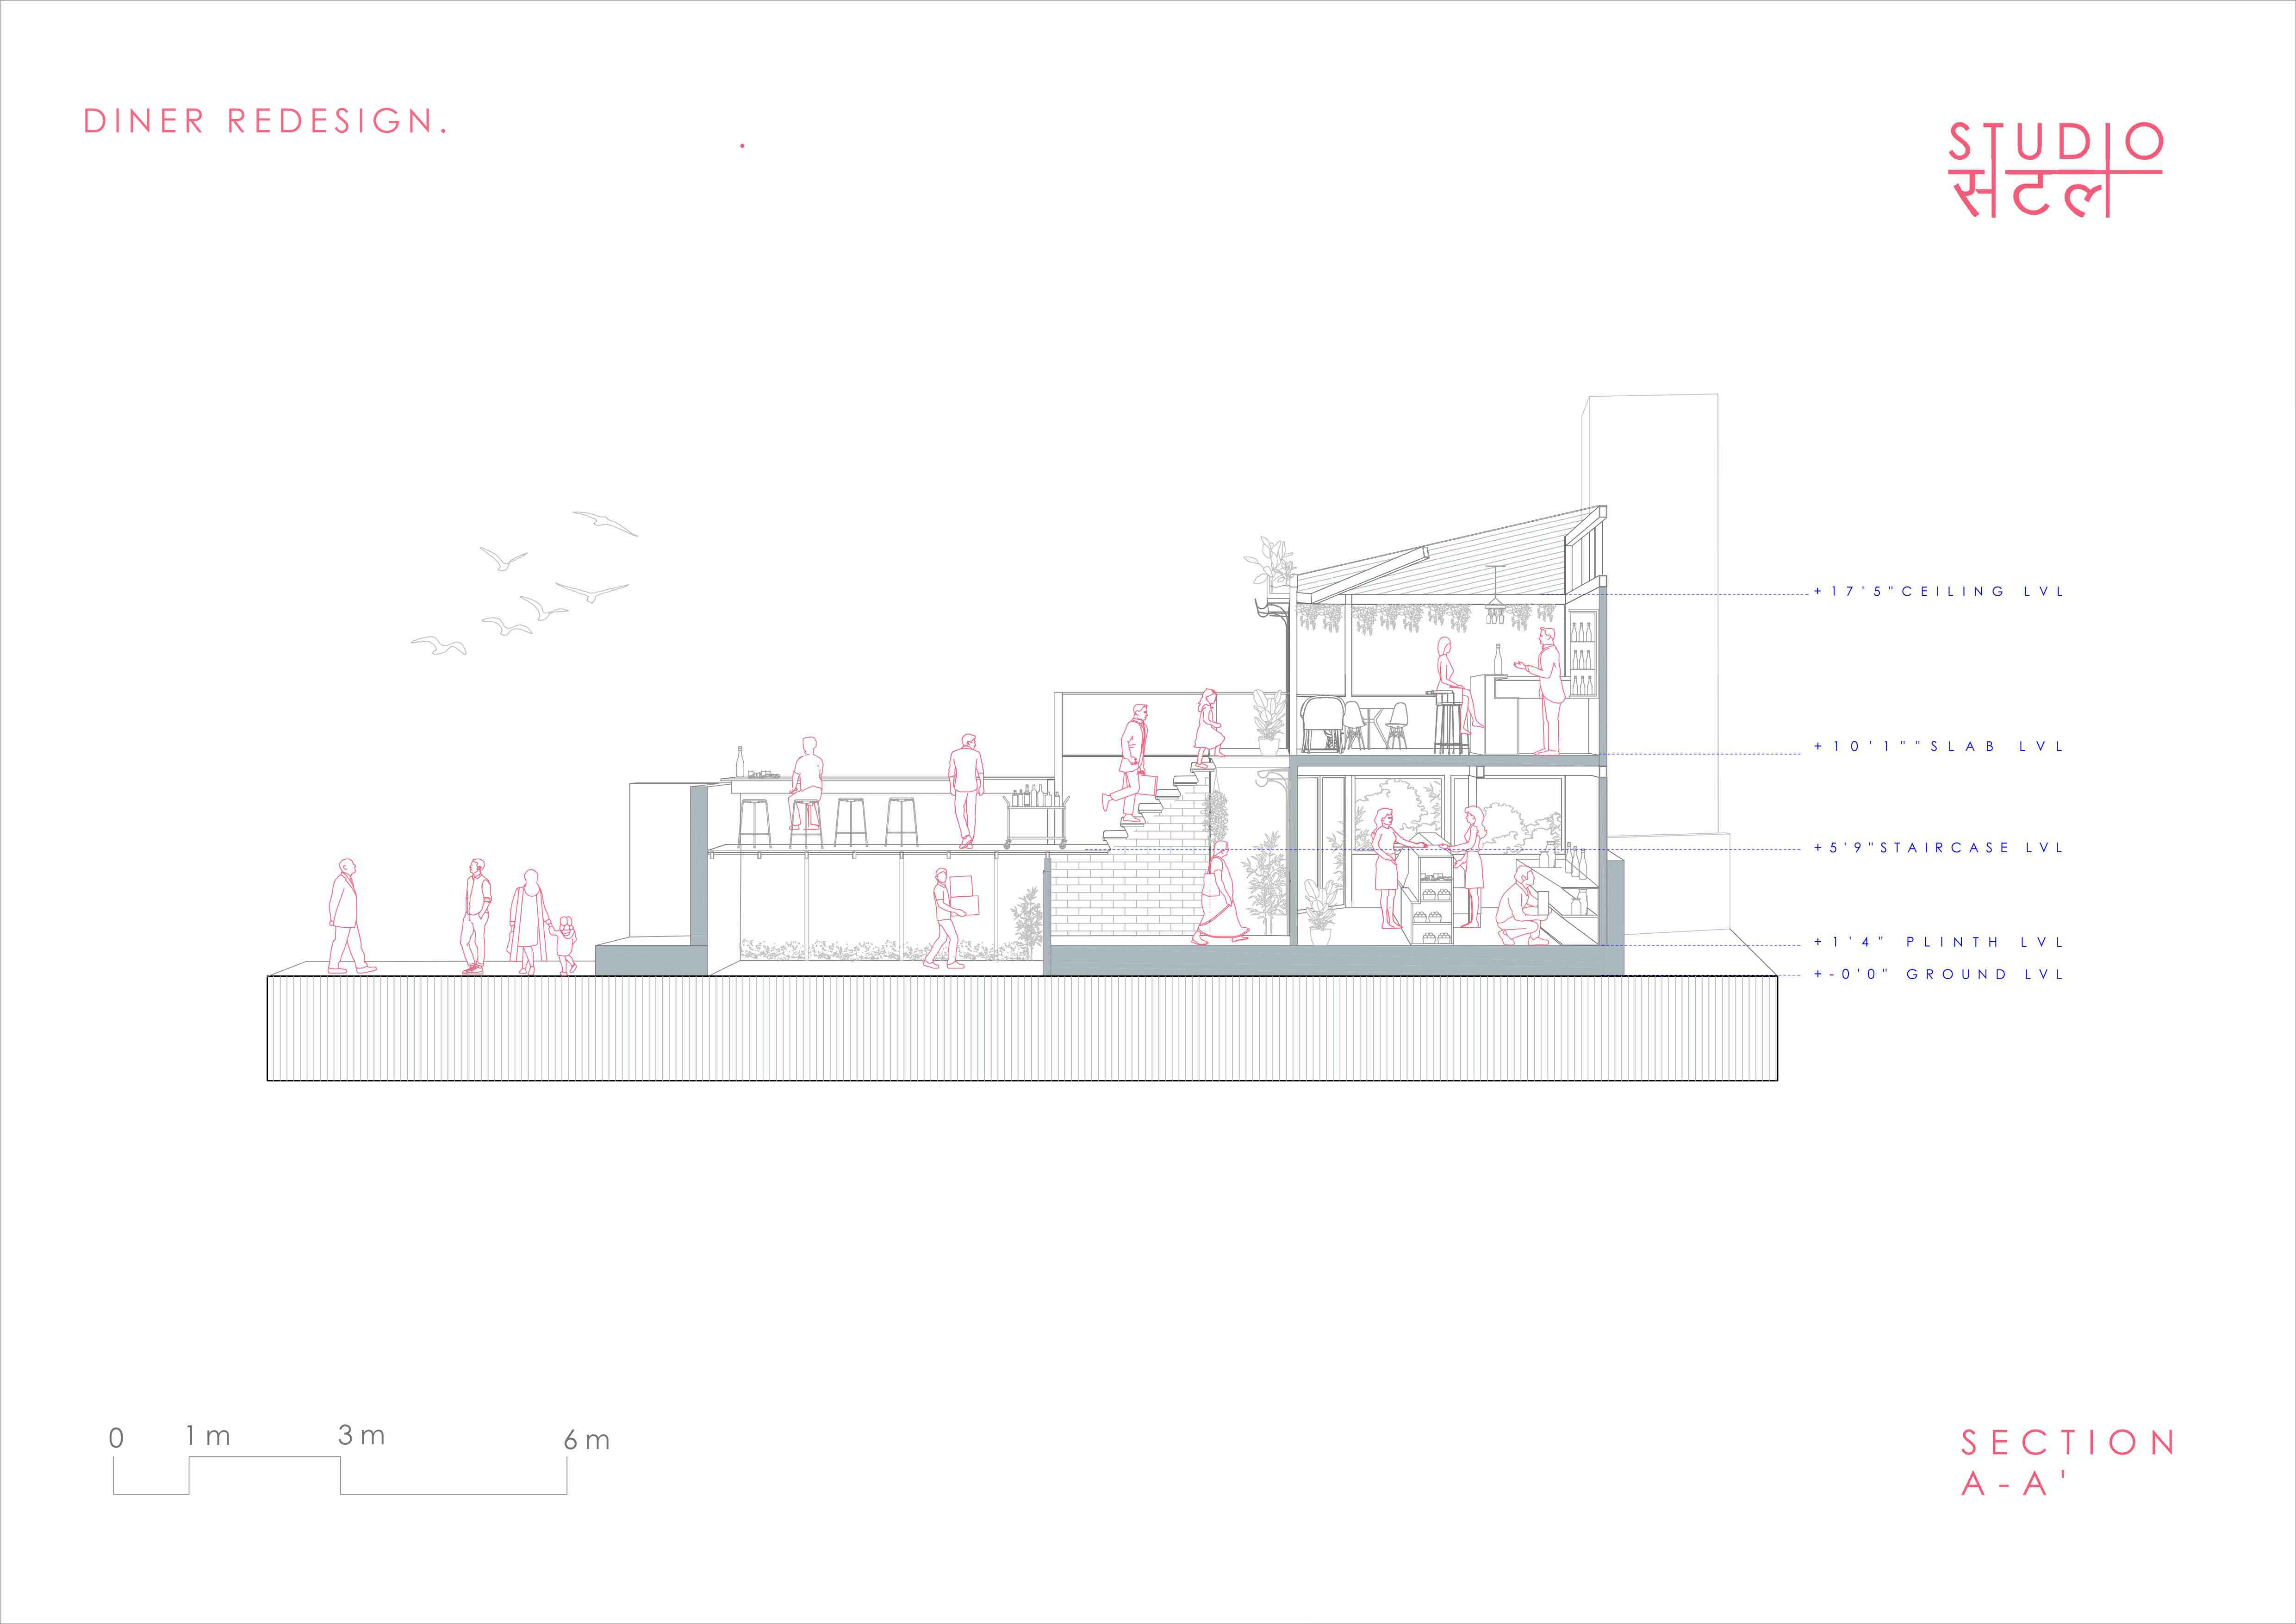 DINER REDESIGN.
STUDIO
सटल
+17'5"CEILING LVL
+10'1""SLAB LVL
+5'9"STAIRCASE LVL
+1'4" PLINTH LVL
+-0'0" GROUND LVL
0 1m 3m 6m
SECTION
A-A'